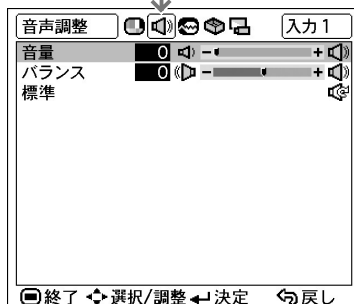 音声調整 入力1
音量 0 − +
バランス 0 − +
標準
終了 選択/調整 決定 戻し